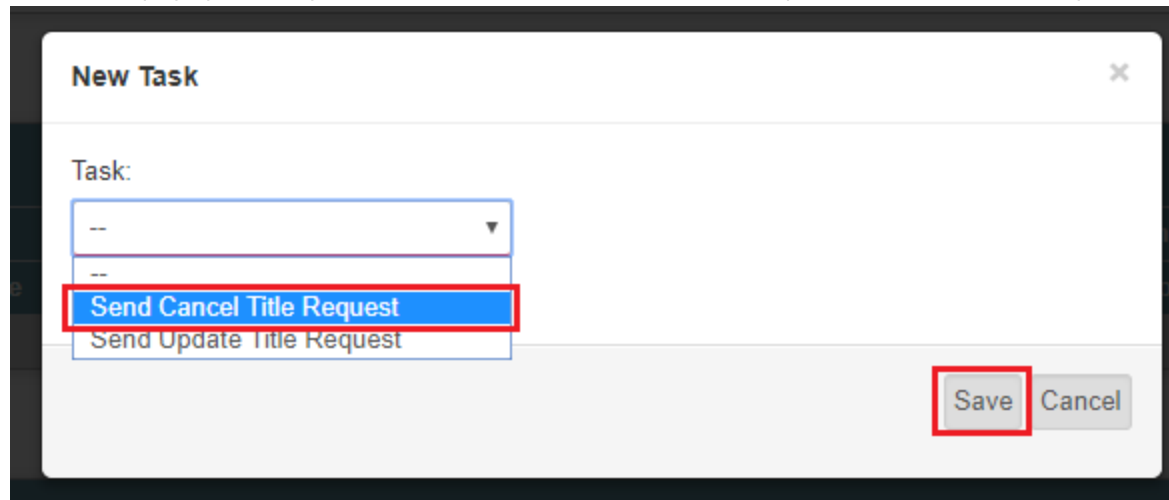 New Task ×
Task:
--
--
Send Cancel Title Request
Send Update Title Request
Save Cancel